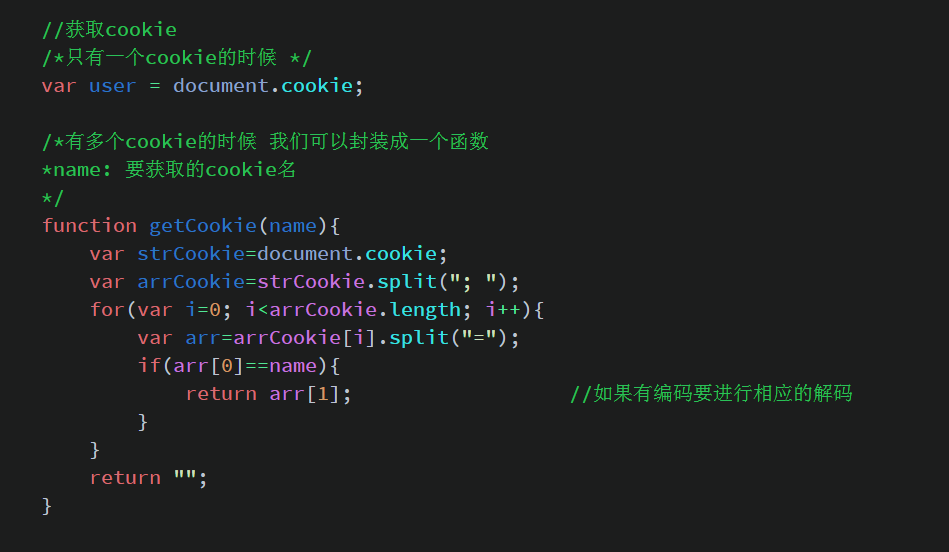 //获取cookie
/*只有一个cookie的时候 */
var user = document.cookie;
/*有多个cookie的时候 我们可以封装成一个函数
*name: 要获取的cookie名
*/
function getCookie(name){
var strCookie=document.cookie;
var arrCookie=strCookie.split("; ");
for(var i=0; i<arrCookie.length; i++){
var arr=arrCookie[i].split("=");
if(arr[0]==name){
return arr[1]; //如果有编码要进行相应的解码
}
}
return "";
}